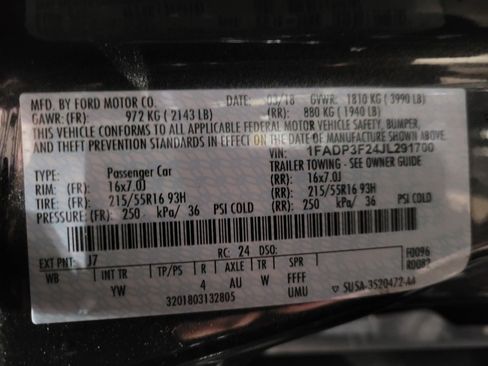 MFD. BY FORD MOTOR CO. DATE: 03/18 GVWR: 1810 KG ( 3990 LB)
GAWR: (FR): 972 KG ( 2143 LB) (RR): 880 KG ( 1940 LB)
THIS VEHICLE CONFORMS TO ALL APPLICABLE FEDERAL MOTOR VEHICLE SAFETY, BUMPER,
AND THEFT PREVENTION STANDARDS IN EFFECT ON THE DATE OF MANUFACTURE SHOWN ABOVE.
VIN: 1FADP3F24JL291700
TYPE: Passenger Car TRAILER TOWING - SEE OWNER GUIDE
RIM: (FR) 16x7.0J (RR): 16x7.0J
TIRE: (FR) 215/55R16 93H (RR): 215/55R16 93H
PRESSURE: (FR) 250 kPa/ 36 PSI COLD (RR): 250 kPa/ 36 PSI COLD
EXT PNT: J7 RC: 24 DSO: F0096
R0082
WB INT TR TP/PS R AXLE TR SPR
YW 4 AU W FFFF
3201803132805 UMU ▽ 5U5A-3520472-AA